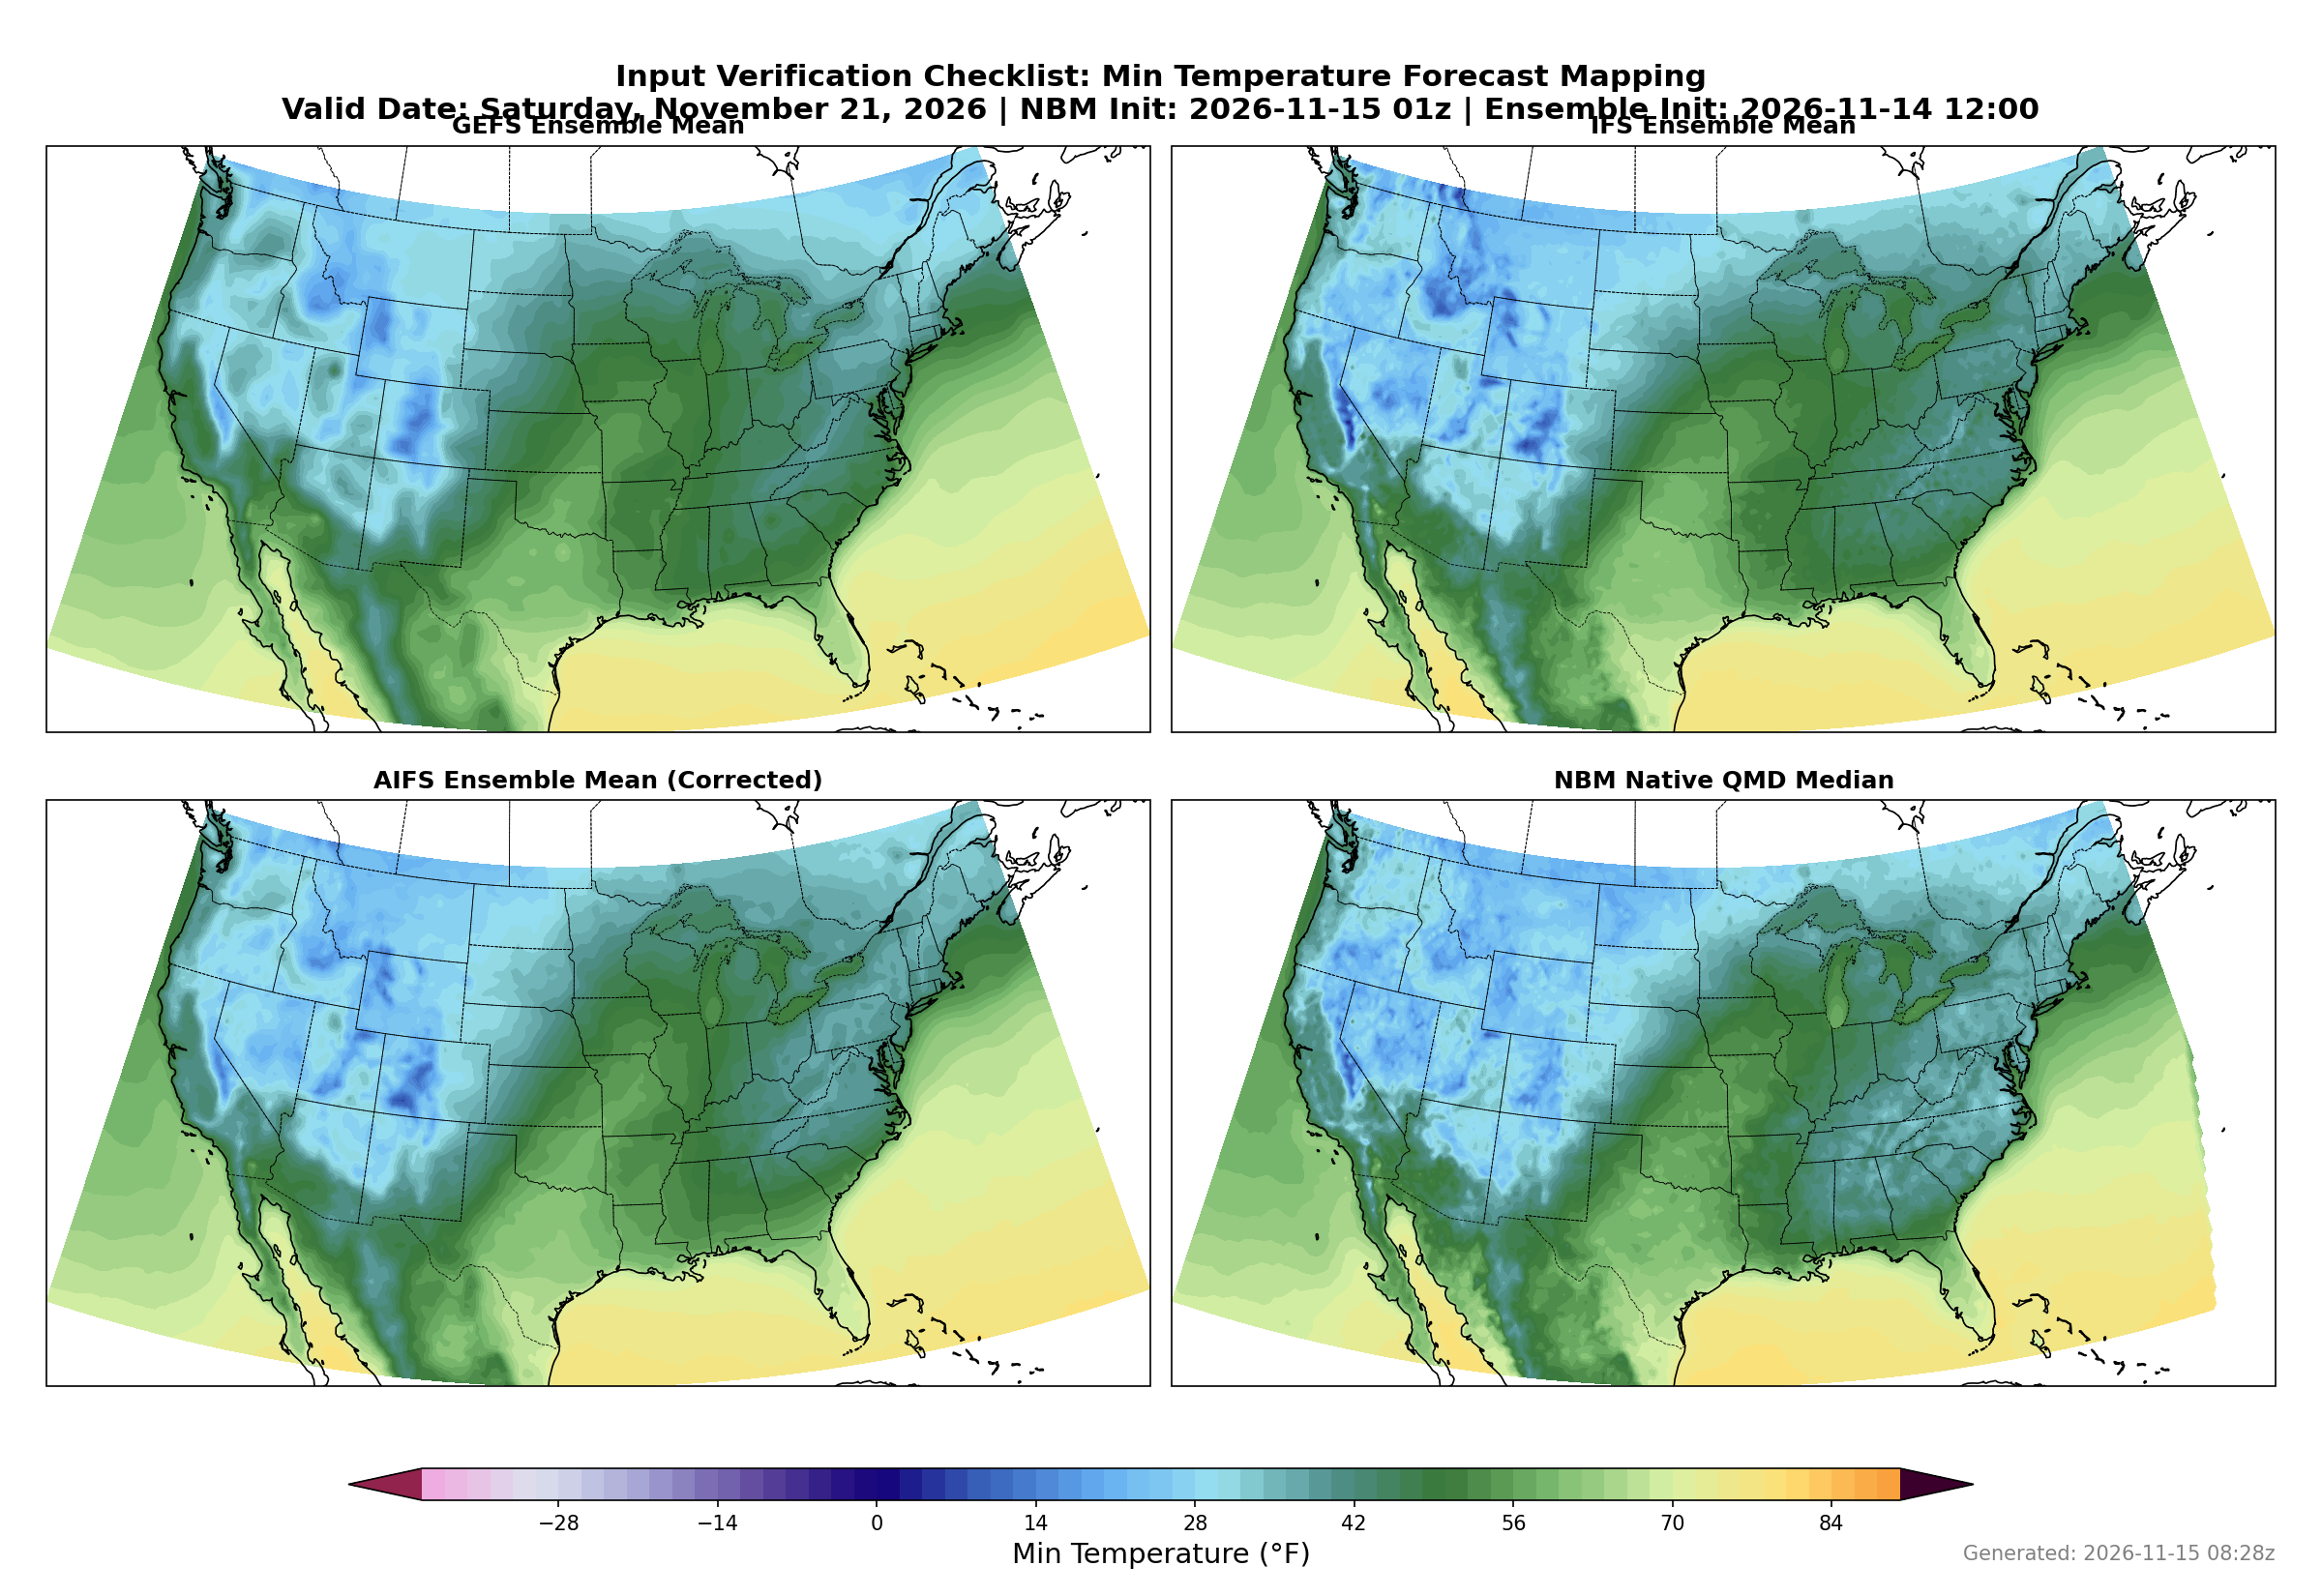 Input Verification Checklist: Min Temperature Forecast Mapping
Valid Date: Saturday, November 21, 2026 | NBM Init: 2026-11-15 01z | Ensemble Init: 2026-11-14 12:00
GEFS Ensemble Mean
IFS Ensemble Mean
AIFS Ensemble Mean (Corrected)
NBM Native QMD Median
−28 −14 0 14 28 42 56 70 84
Min Temperature (°F)
Generated: 2026-11-15 08:28z